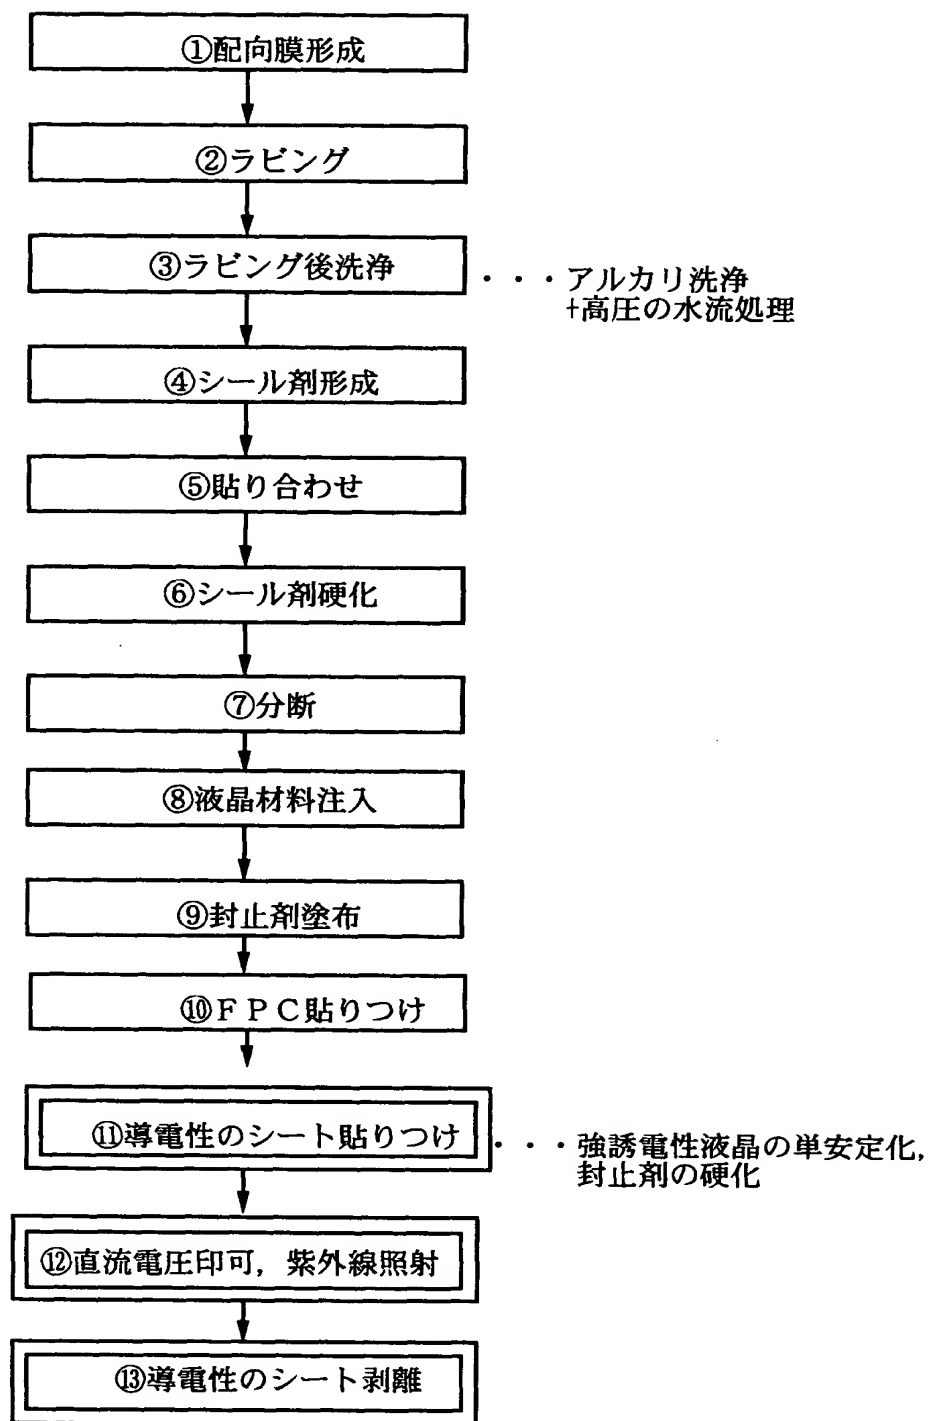 ①配向膜形成
②ラビング
③ラビング後洗浄
・・・アルカリ洗浄
+高圧の水流処理
④シール剤形成
⑤貼り合わせ
⑥シール剤硬化
⑦分断
⑧液晶材料注入
⑨封止剤塗布
⑩FPC貼りつけ
⑪導電性のシート貼りつけ
・・・強誘電性液晶の単安定化,
封止剤の硬化
⑫直流電圧印可, 紫外線照射
⑬導電性のシート剥離